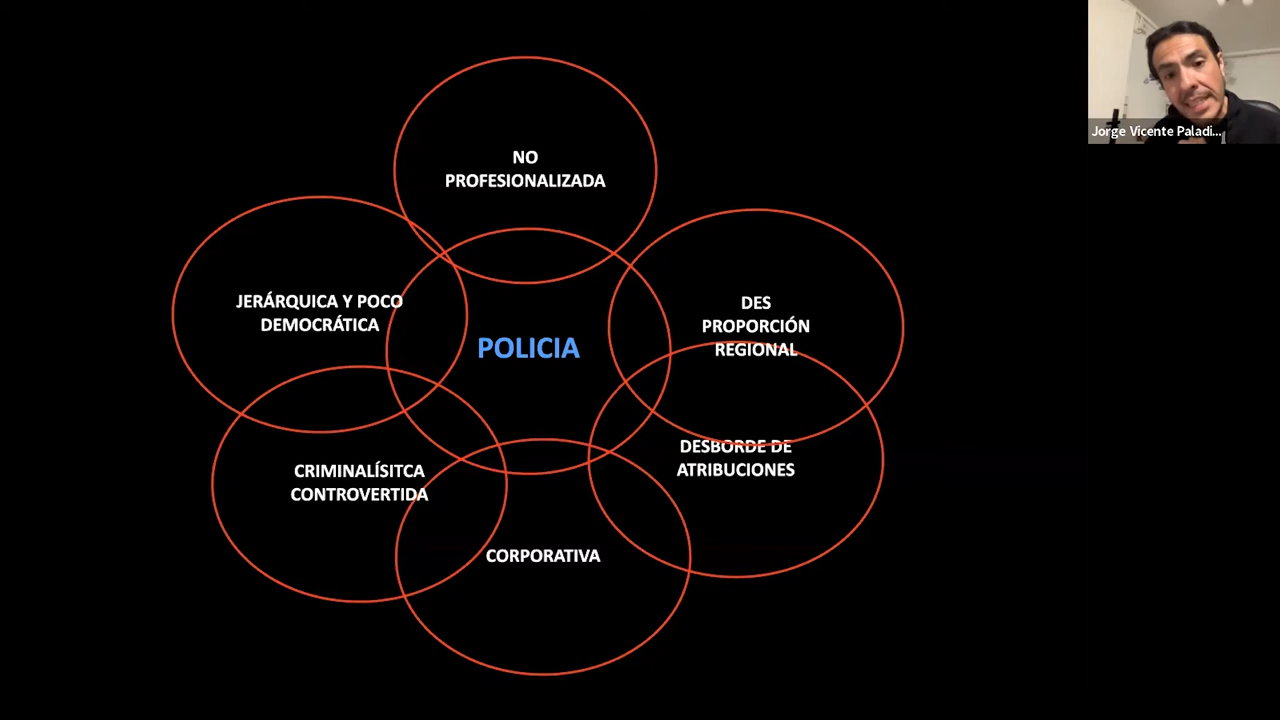 NO
PROFESIONALIZADA
JERÁRQUICA Y POCO
DEMOCRÁTICA
POLICIA
DES
PROPORCIÓN
REGIONAL
CRIMINALÍSITCA
CONTROVERTIDA
DESBORDE DE
ATRIBUCIONES
CORPORATIVA
Jorge Vicente Paladi...